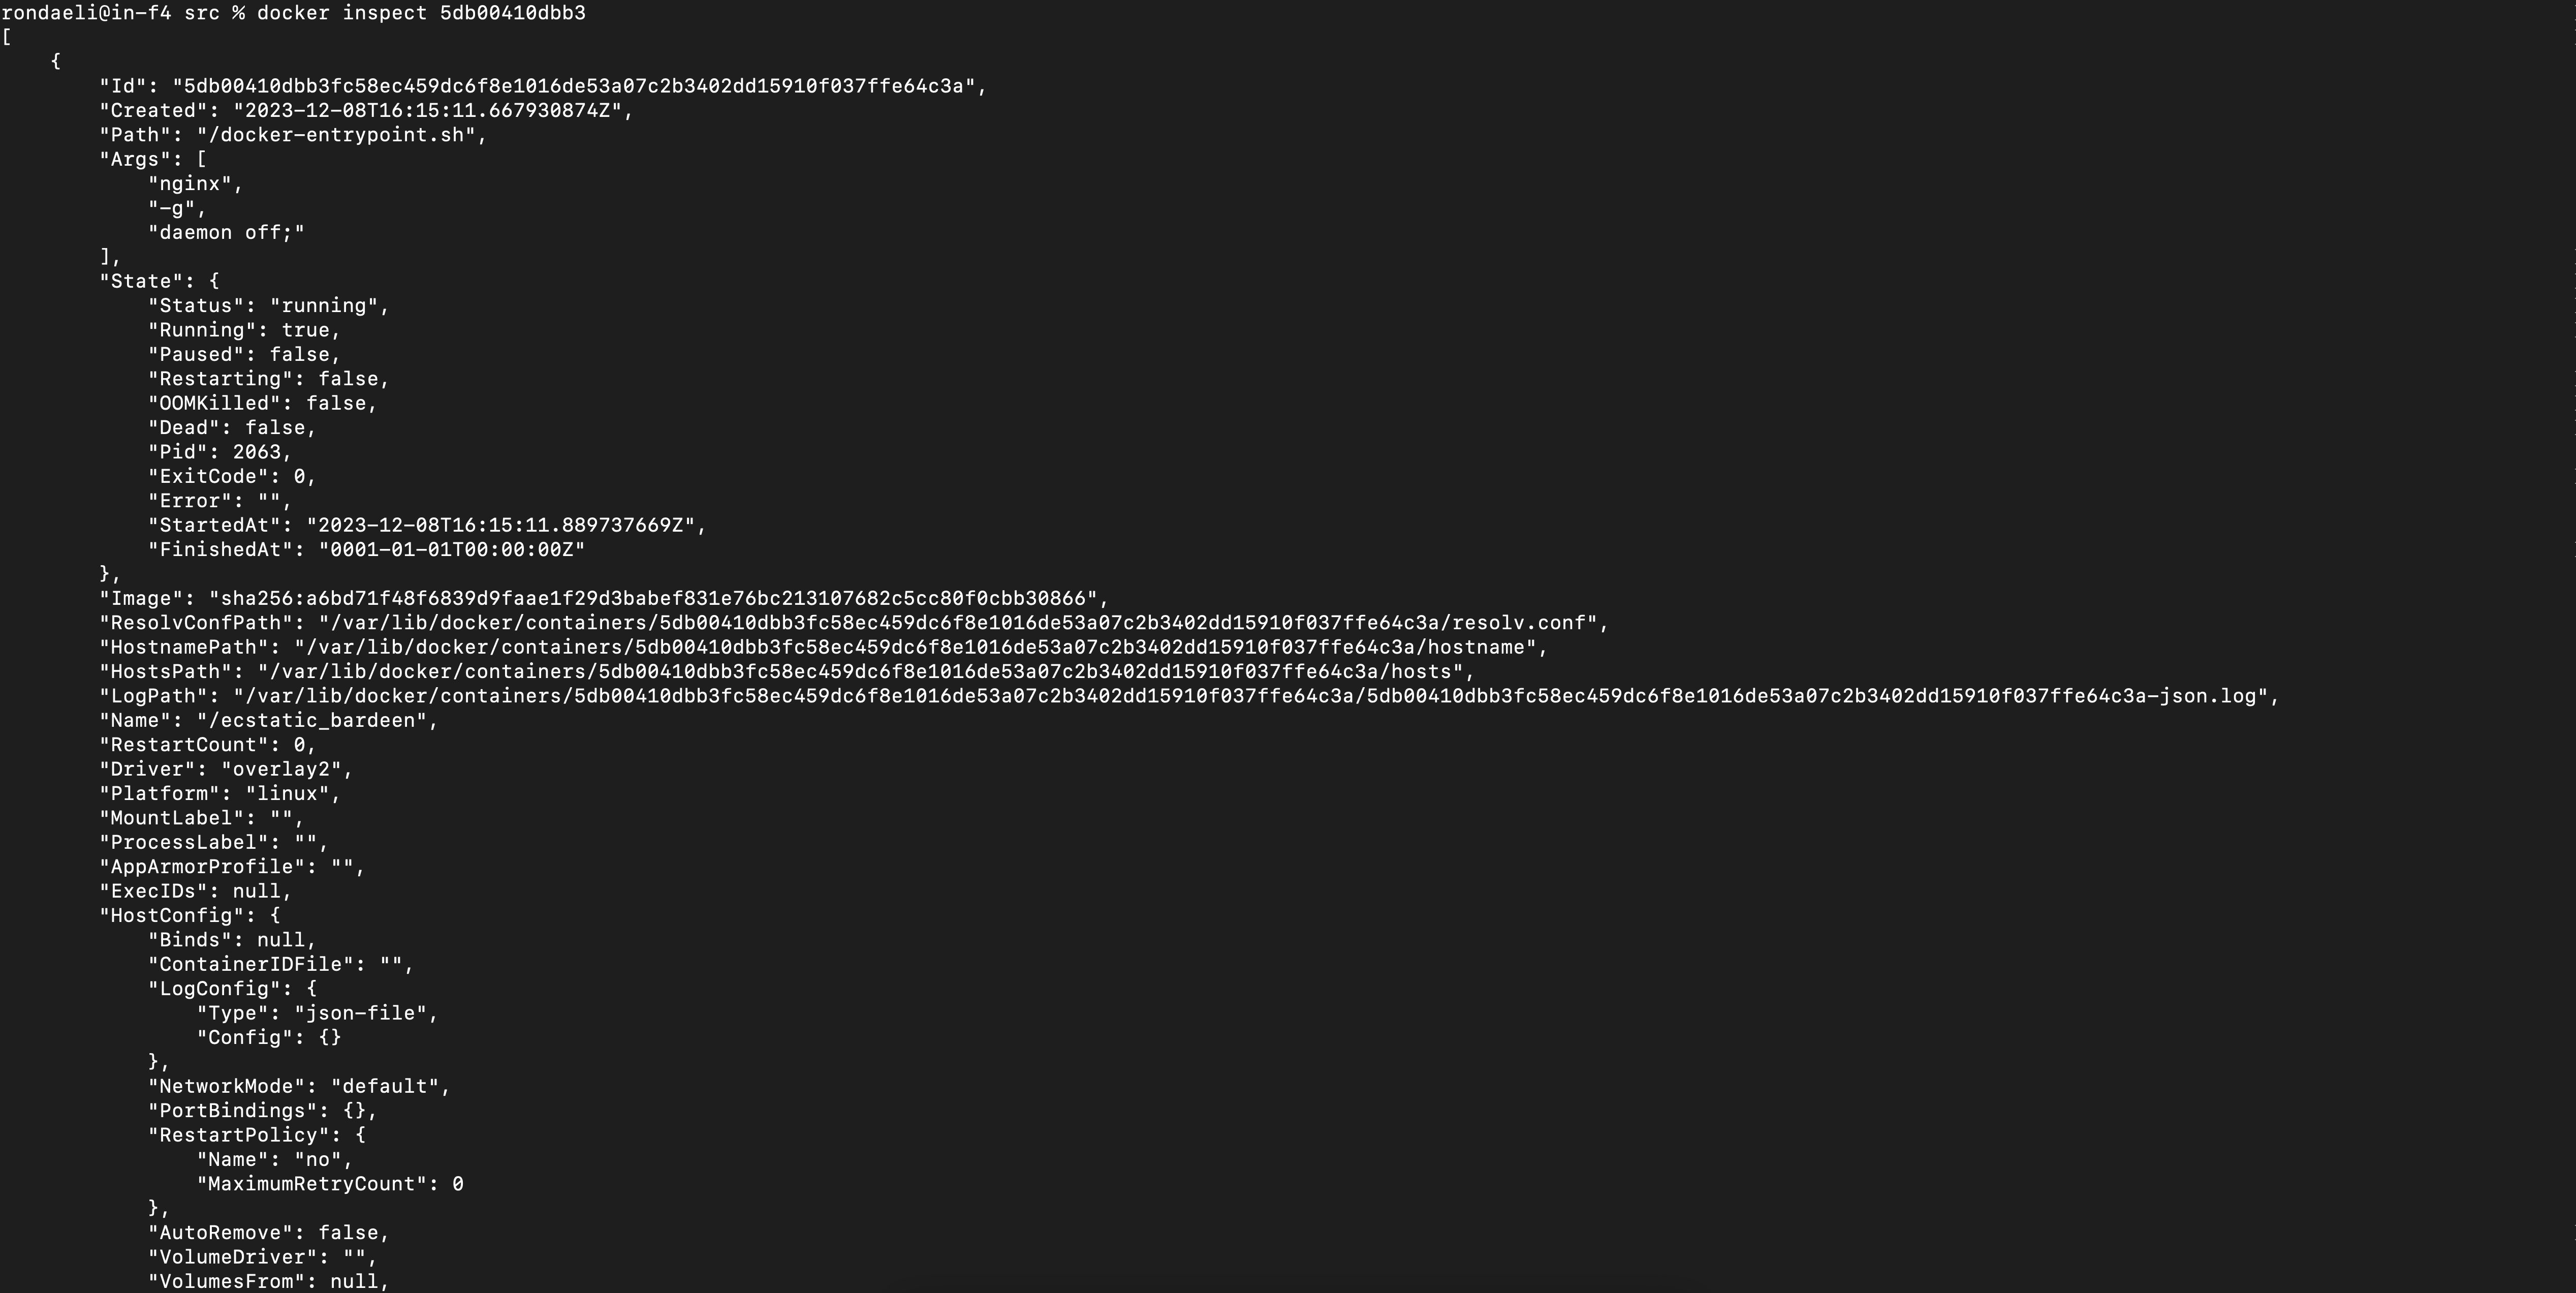 rondaeli@in-f4 src % docker inspect 5db00410dbb3
[
    {
        "Id": "5db00410dbb3fc58ec459dc6f8e1016de53a07c2b3402dd15910f037ffe64c3a",
        "Created": "2023-12-08T16:15:11.667930874Z",
        "Path": "/docker-entrypoint.sh",
        "Args": [
            "nginx",
            "-g",
            "daemon off;"
        ],
        "State": {
            "Status": "running",
            "Running": true,
            "Paused": false,
            "Restarting": false,
            "OOMKilled": false,
            "Dead": false,
            "Pid": 2063,
            "ExitCode": 0,
            "Error": "",
            "StartedAt": "2023-12-08T16:15:11.889737669Z",
            "FinishedAt": "0001-01-01T00:00:00Z"
        },
        "Image": "sha256:a6bd71f48f6839d9faae1f29d3babef831e76bc213107682c5cc80f0cbb30866",
        "ResolvConfPath": "/var/lib/docker/containers/5db00410dbb3fc58ec459dc6f8e1016de53a07c2b3402dd15910f037ffe64c3a/resolv.conf",
        "HostnamePath": "/var/lib/docker/containers/5db00410dbb3fc58ec459dc6f8e1016de53a07c2b3402dd15910f037ffe64c3a/hostname",
        "HostsPath": "/var/lib/docker/containers/5db00410dbb3fc58ec459dc6f8e1016de53a07c2b3402dd15910f037ffe64c3a/hosts",
        "LogPath": "/var/lib/docker/containers/5db00410dbb3fc58ec459dc6f8e1016de53a07c2b3402dd15910f037ffe64c3a/5db00410dbb3fc58ec459dc6f8e1016de53a07c2b3402dd15910f037ffe64c3a-json.log",
        "Name": "/ecstatic_bardeen",
        "RestartCount": 0,
        "Driver": "overlay2",
        "Platform": "linux",
        "MountLabel": "",
        "ProcessLabel": "",
        "AppArmorProfile": "",
        "ExecIDs": null,
        "HostConfig": {
            "Binds": null,
            "ContainerIDFile": "",
            "LogConfig": {
                "Type": "json-file",
                "Config": {}
            },
            "NetworkMode": "default",
            "PortBindings": {},
            "RestartPolicy": {
                "Name": "no",
                "MaximumRetryCount": 0
            },
            "AutoRemove": false,
            "VolumeDriver": "",
            "VolumesFrom": null,